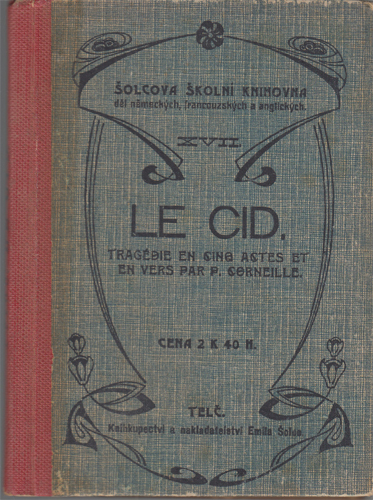 ŠOLCOVA ŠKOLNÍ KNIHOVNA
děl německých, francouzských a anglických.
XVII.
LE CID,
TRAGÉDIE EN CINQ ACTES ET
EN VERS PAR P. CORNEILLE.
CENA 2 K 40 H.
TELČ.
Knihkupectví a nakladatelství Emila Šolce